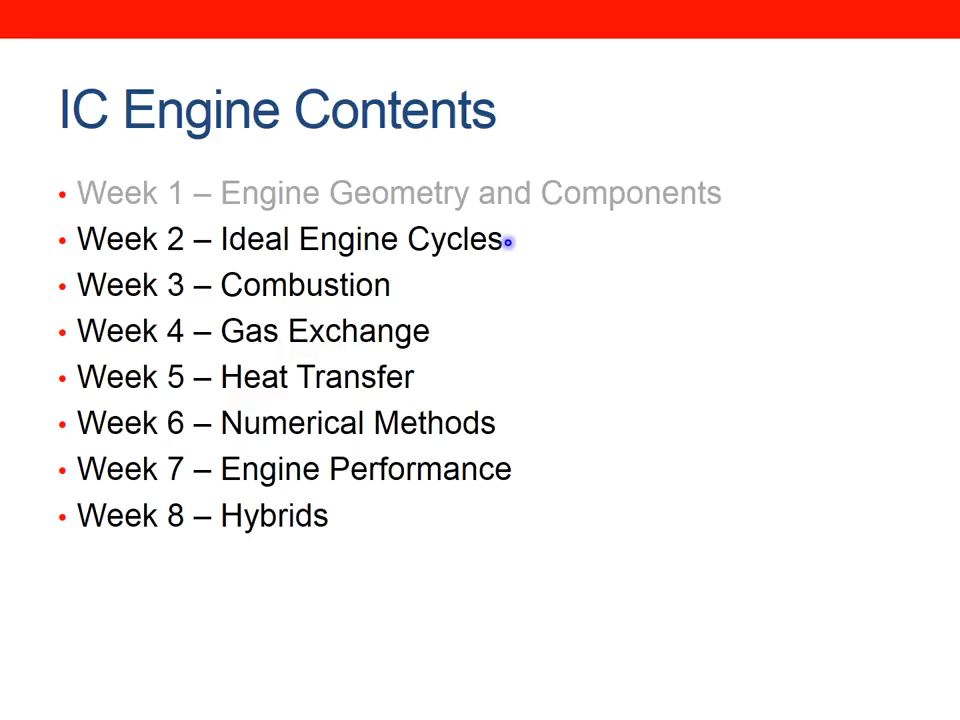 IC Engine Contents
• Week 1 – Engine Geometry and Components
• Week 2 – Ideal Engine Cycles
• Week 3 – Combustion
• Week 4 – Gas Exchange
• Week 5 – Heat Transfer
• Week 6 – Numerical Methods
• Week 7 – Engine Performance
• Week 8 – Hybrids